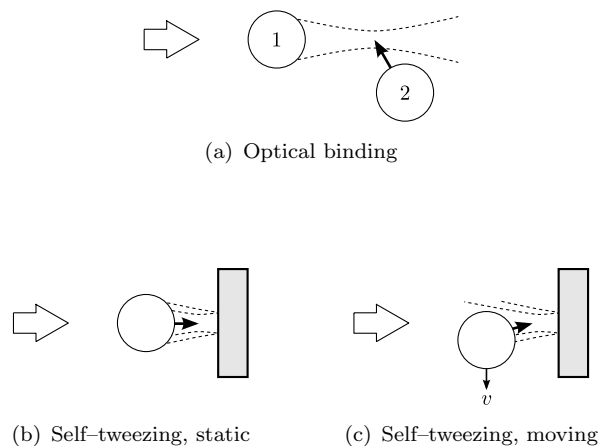 1
2
(a) Optical binding
v
(b) Self–tweezing, static
(c) Self–tweezing, moving